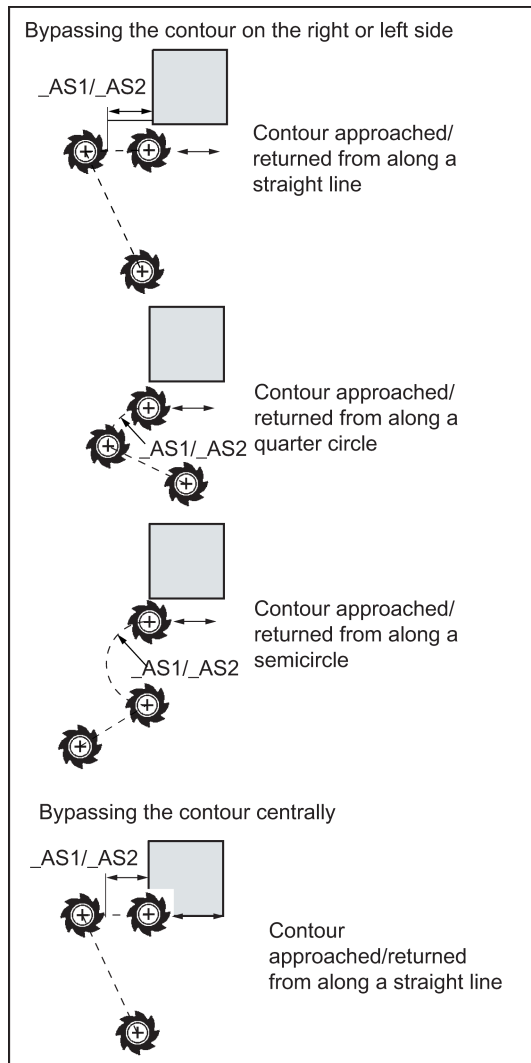 Bypassing the contour on the right or left side
_AS1/_AS2
Contour approached/
returned from along a
straight line
Contour approached/
returned from along a
quarter circle
_AS1/_AS2
Contour approached/
returned from along a
semicircle
_AS1/_AS2
Bypassing the contour centrally
_AS1/_AS2
Contour
approached/returned
from along a straight line